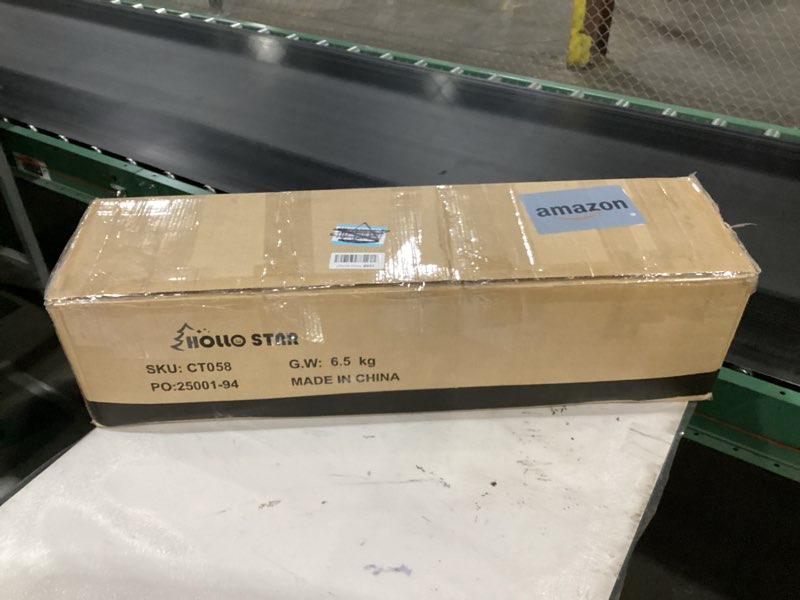 amazon
HOLLO STAR
SKU: CT058
G.W: 6.5 kg
PO:25001-94
MADE IN CHINA